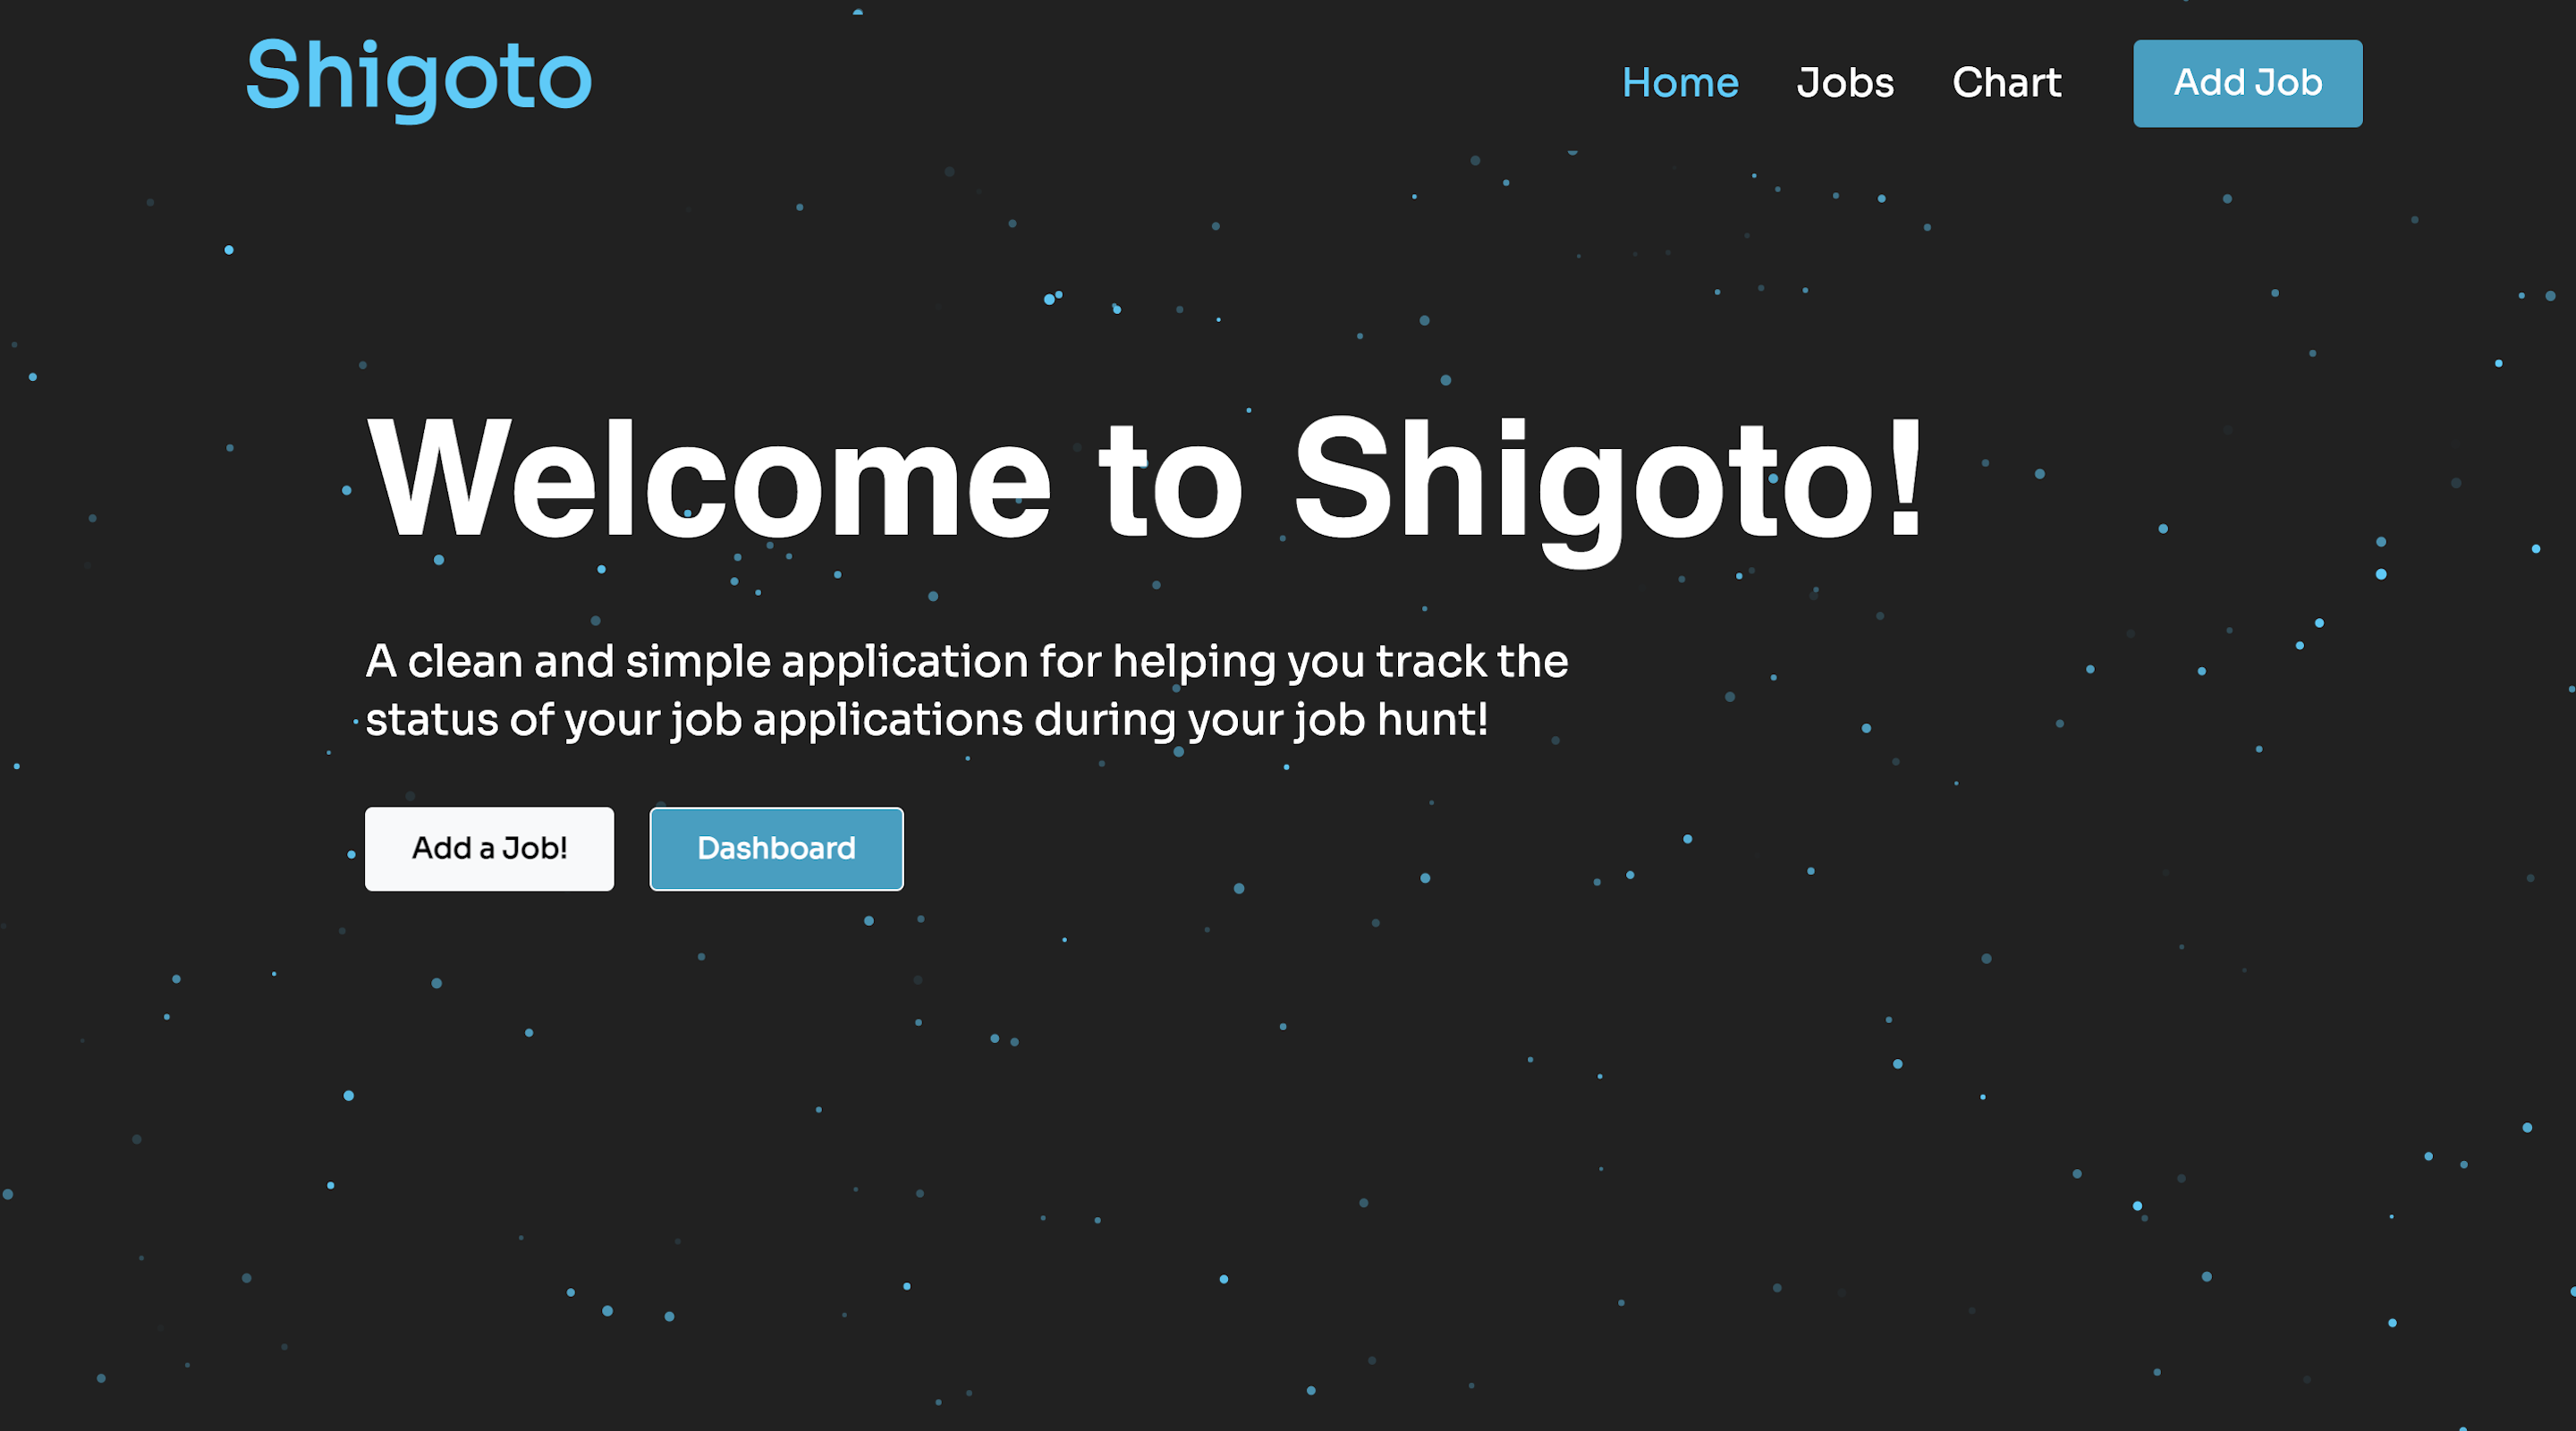 Shigoto
Home Jobs Chart Add Job
Welcome to Shigoto!
A clean and simple application for helping you track the
status of your job applications during your job hunt!
Add a Job! Dashboard